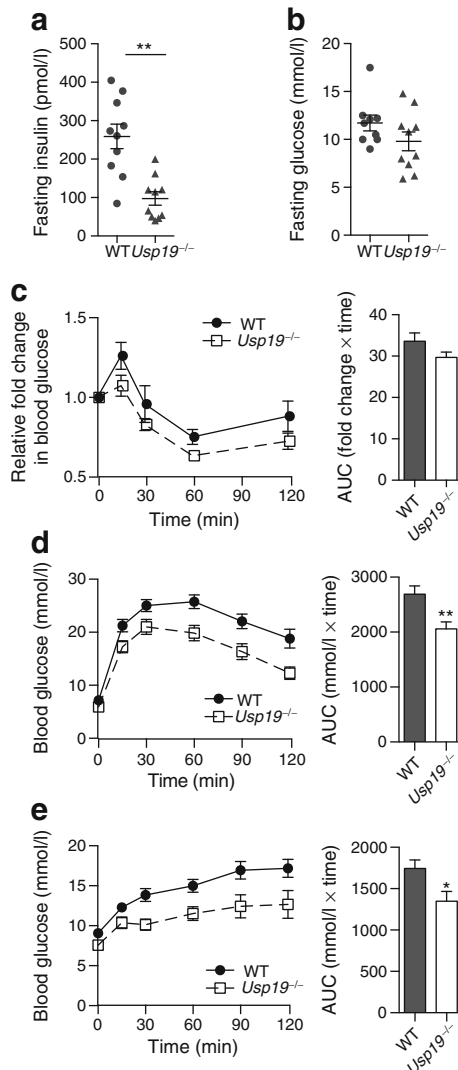 a
Fasting insulin (pmol/l)
500
400
300
200
100
0
**
WT Usp19–/–
b
Fasting glucose (mmol/l)
20
15
10
5
0
WT Usp19–/–
c
Relative fold change
in blood glucose
1.5
1.0
0.5
0 30 60 90 120
Time (min)
WT
Usp19–/–
AUC (fold change × time)
40
30
20
10
0
WT
Usp19–/–
d
Blood glucose (mmol/l)
30
20
10
0
0 30 60 90 120
Time (min)
WT
Usp19–/–
AUC (mmol/l × time)
3000
2000
1000
0
**
WT
Usp19–/–
e
Blood glucose (mmol/l)
20
15
10
5
0
0 30 60 90 120
Time (min)
WT
Usp19–/–
AUC (mmol/l × time)
2000
1500
1000
500
0
*
WT
Usp19–/–